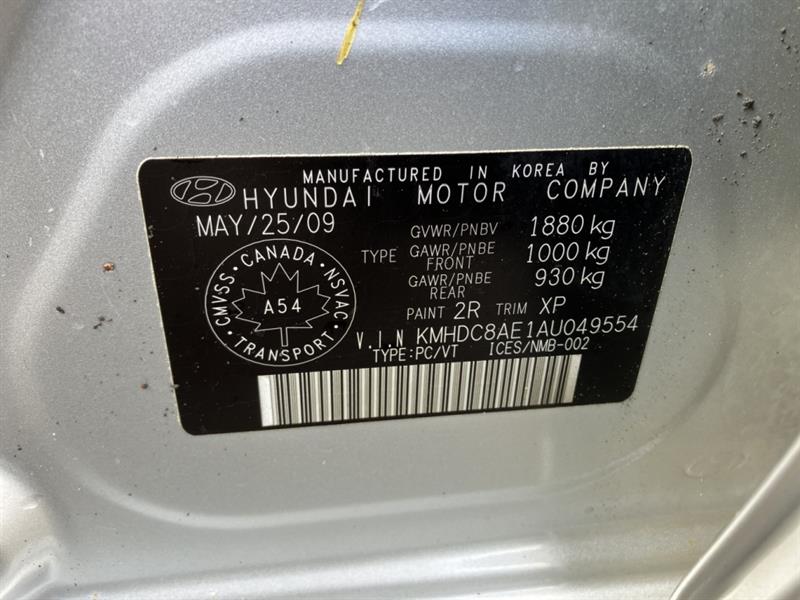 MANUFACTURED IN KOREA BY
HYUNDAI MOTOR COMPANY
MAY/25/09
GVWR/PNBV 1880 kg
TYPE GAWR/PNBE FRONT 1000 kg
GAWR/PNBE REAR 930 kg
PAINT 2R TRIM XP
CMVSS · CANADA · NSVAC
A54
· TRANSPORT ·
V.I.N KMHDC8AE1AU049554
TYPE:PC/VT ICES/NMB-002